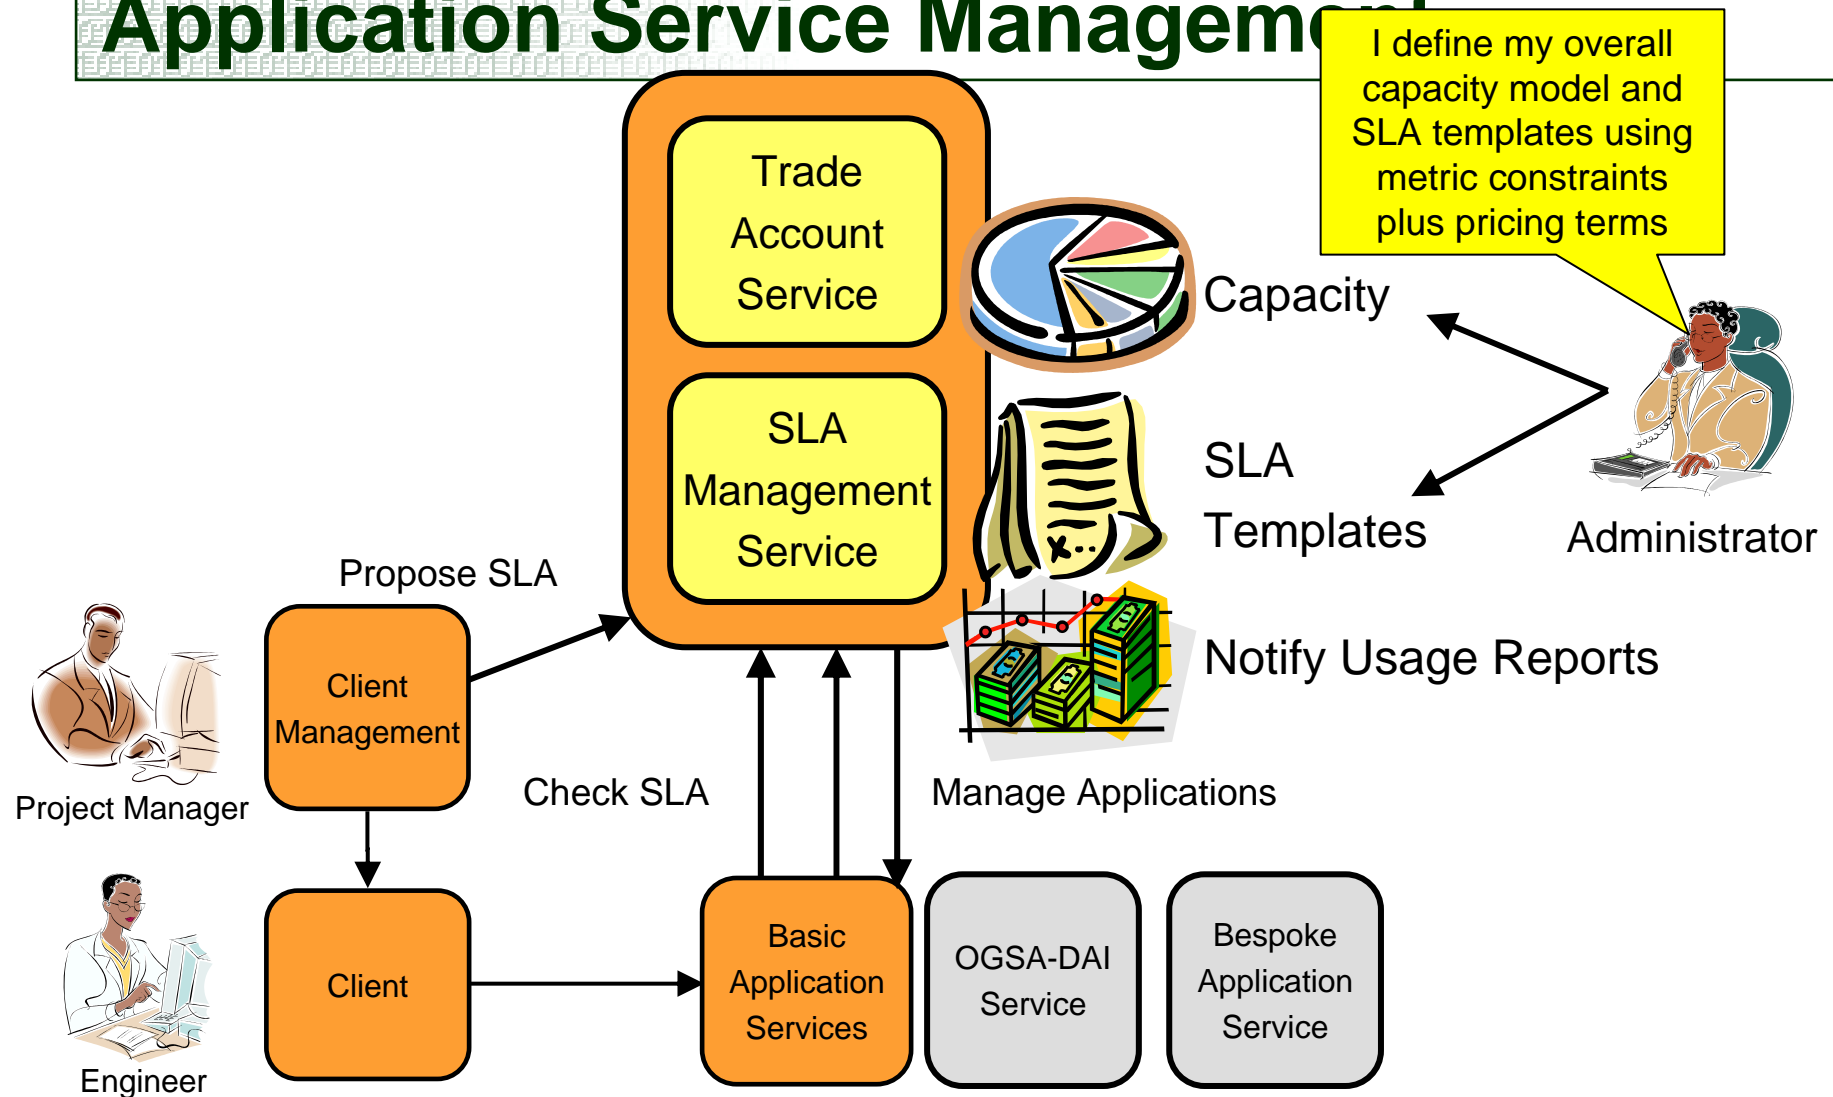 Application Service Management
I define my overall
capacity model and
SLA templates using
metric constraints
plus pricing terms
Trade
Account
Service
Capacity
SLA
Management
Service
SLA
Templates
Administrator
Propose SLA
Client
Management
Notify Usage Reports
Project Manager
Check SLA
Manage Applications
Client
Basic
Application
Services
OGSA-DAI
Service
Bespoke
Application
Service
Engineer